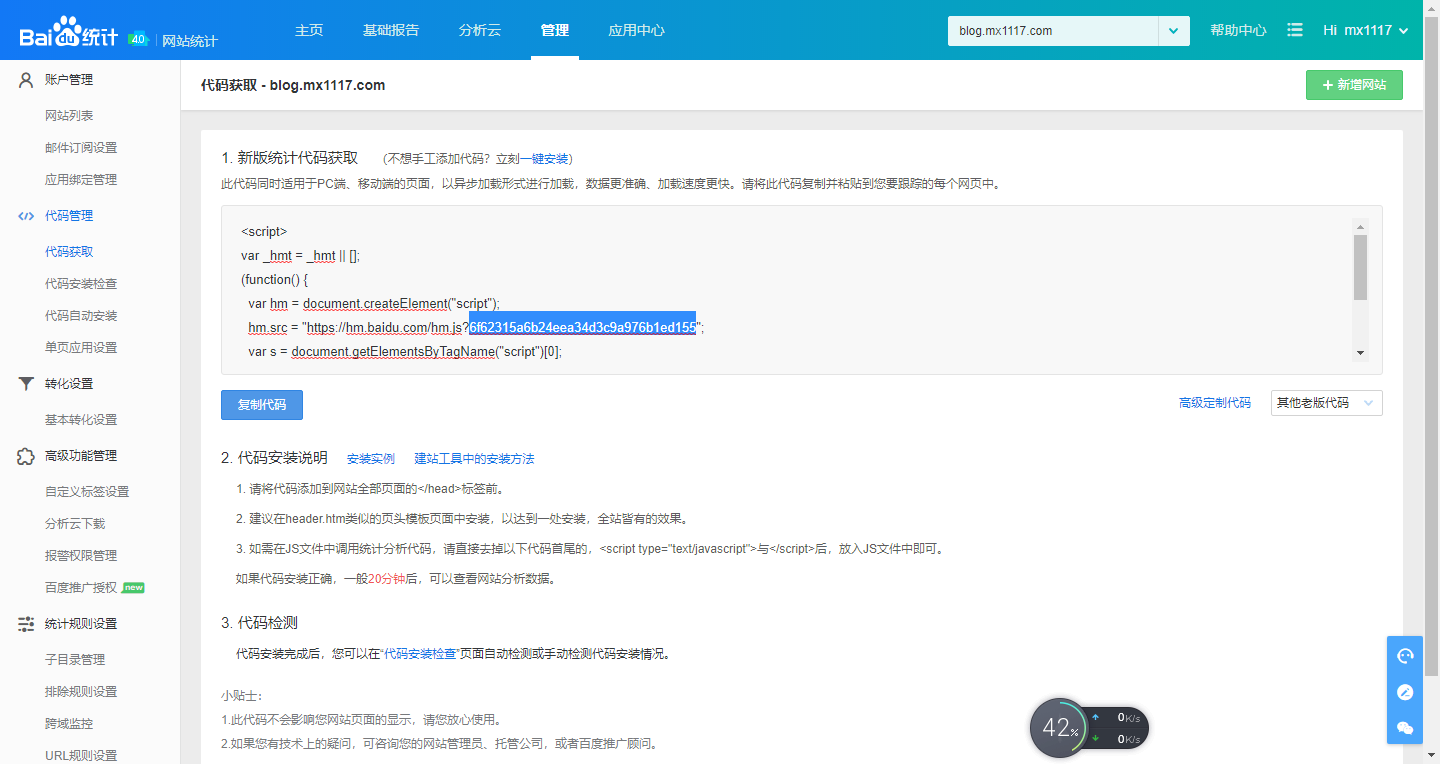 Bai du 统计 4.0 网站统计
主页 基础报告 分析云 管理 应用中心
blog.mx1117.com
帮助中心 Hi mx1117
账户管理
网站列表
邮件订阅设置
应用绑定管理
代码管理
代码获取
代码安装检查
代码自动安装
单页应用设置
转化设置
基本转化设置
高级功能管理
自定义标签设置
分析云下载
报警权限管理
百度推广授权 new
统计规则设置
子目录管理
排除规则设置
跨域监控
URL规则设置
代码获取 - blog.mx1117.com
+ 新增网站
1. 新版统计代码获取 (不想手工添加代码？立刻一键安装)
此代码同时适用于PC端、移动端的页面，以异步加载形式进行加载，数据更准确、加载速度更快。请将此代码复制并粘贴到您要跟踪的每个网页中。
<script>
var _hmt = _hmt || [];
(function() {
var hm = document.createElement("script");
hm.src = "https://hm.baidu.com/hm.js?6f62315a6b24eea34d3c9a976b1ed155";
var s = document.getElementsByTagName("script")[0];
复制代码
高级定制代码 其他老版代码
2. 代码安装说明 安装实例 建站工具中的安装方法
1. 请将代码添加到网站全部页面的</head>标签前。
2. 建议在header.htm类似的页头模板页面中安装，以达到一处安装，全站皆有的效果。
3. 如需在JS文件中调用统计分析代码，请直接去掉以下代码首尾的，<script type="text/javascript">与</script>后，放入JS文件中即可。
如果代码安装正确，一般20分钟后，可以查看网站分析数据。
3. 代码检测
代码安装完成后，您可以在“代码安装检查”页面自动检测或手动检测代码安装情况。
小贴士：
1.此代码不会影响您网站页面的显示，请您放心使用。
2.如果您有技术上的疑问，可咨询您的网站管理员、托管公司，或者百度推广顾问。
42%
0K/s
0K/s